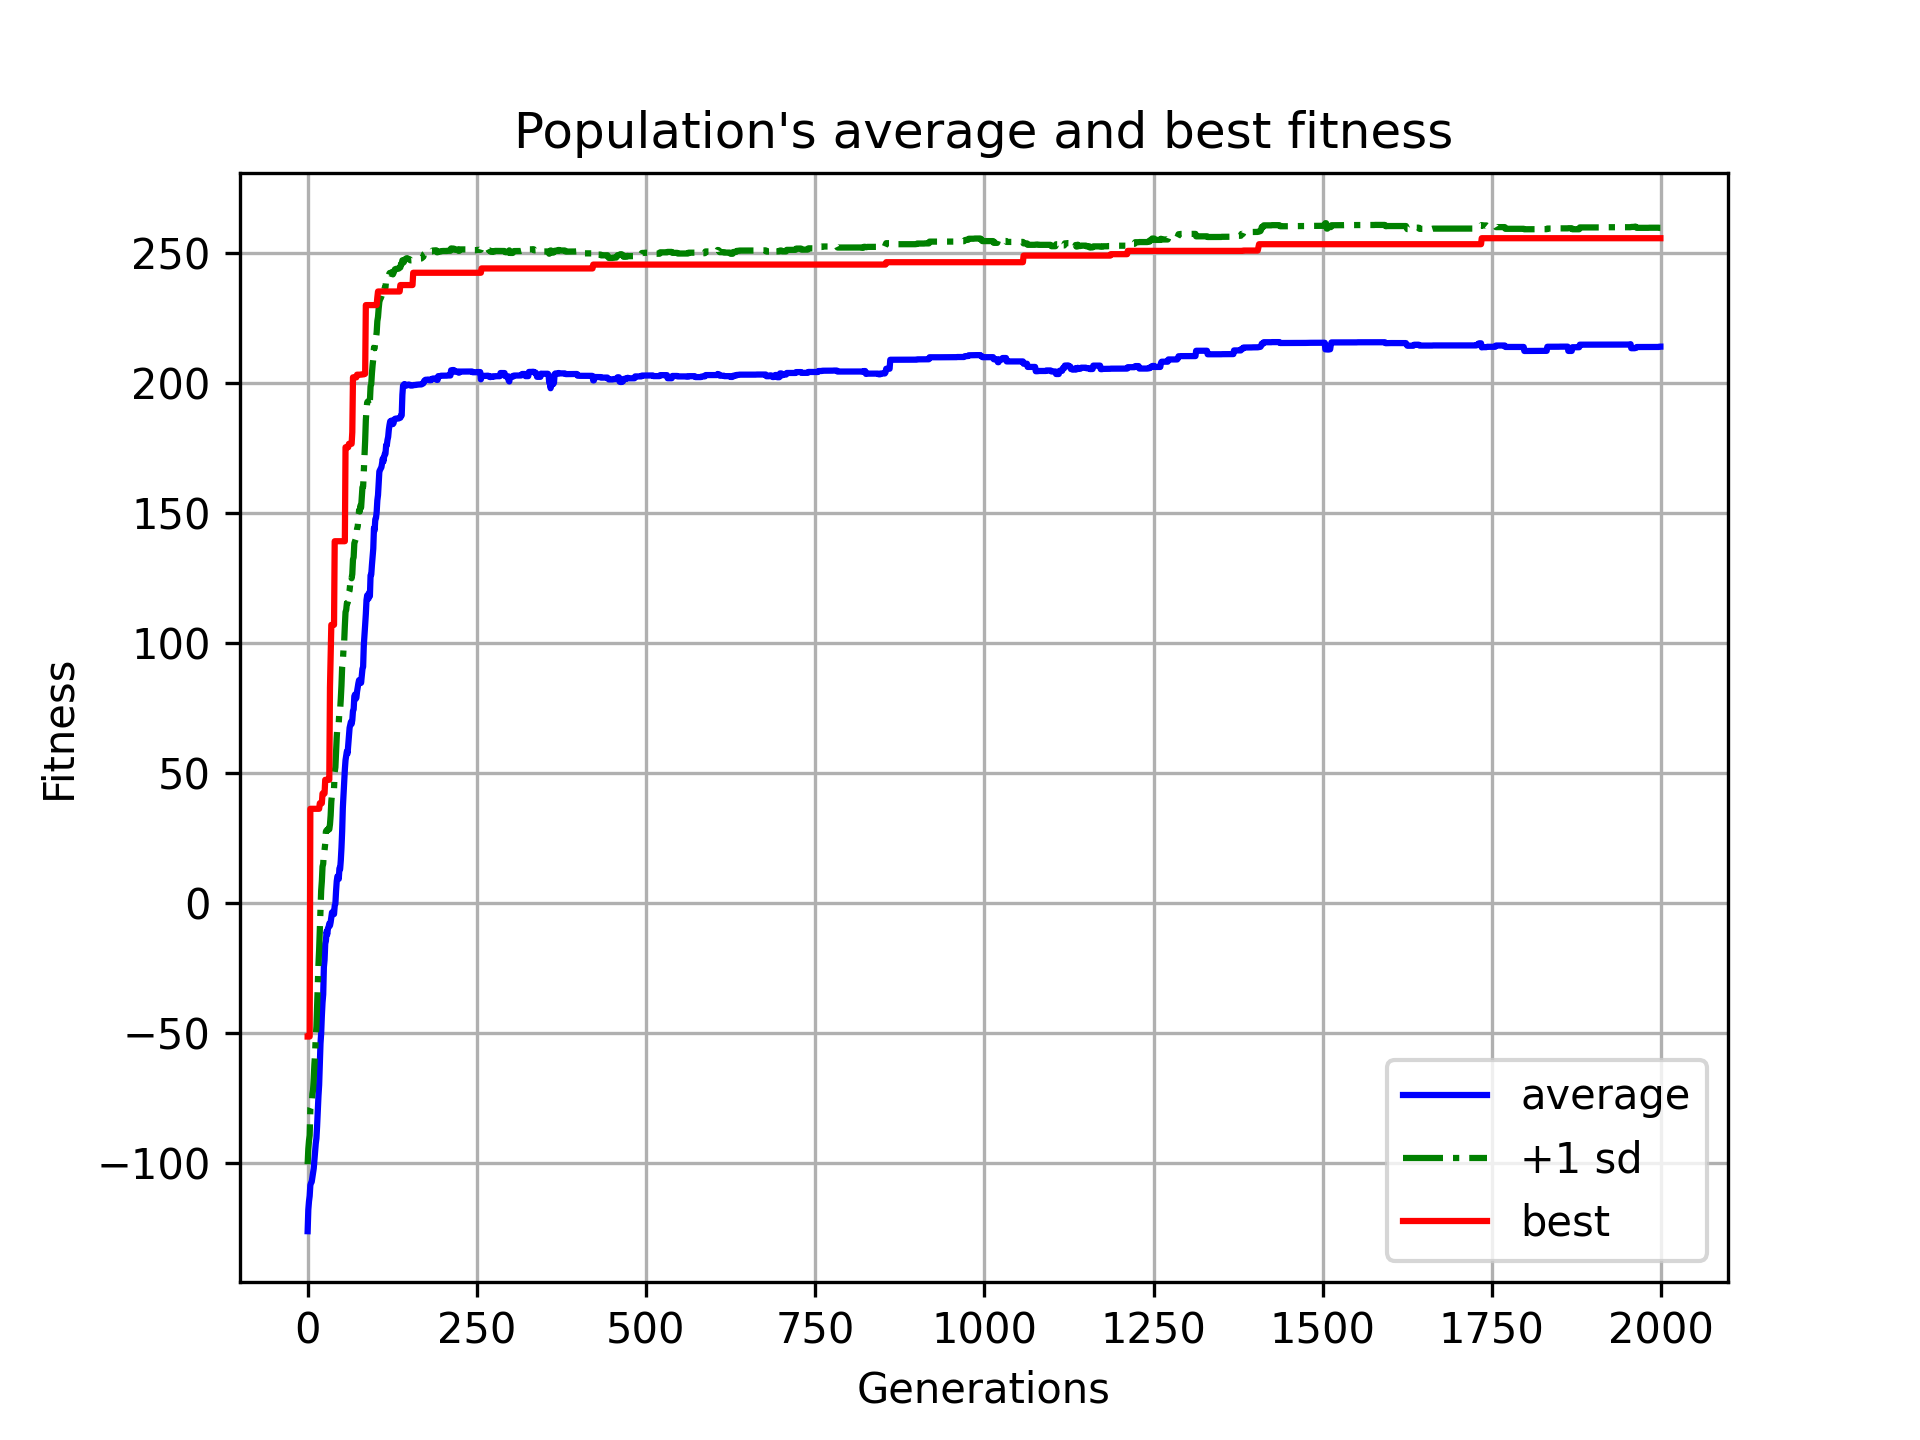 Population's average and best fitness
250
200
150
100
50
0
−50
−100
Fitness
0 250 500 750 1000 1250 1500 1750 2000
Generations
average
+1 sd
best